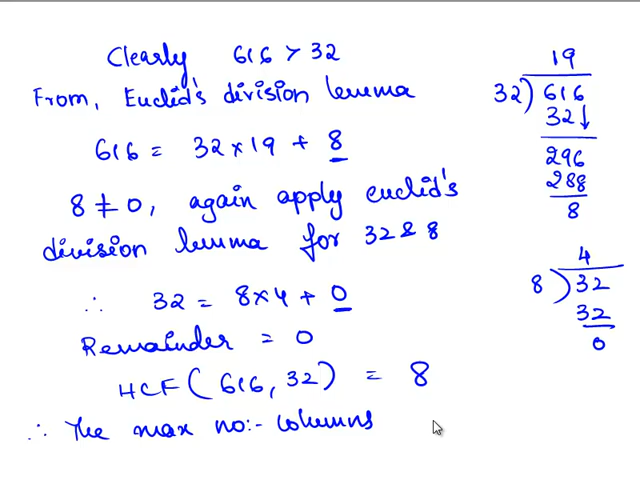 Clearly 616 > 32
From, Euclid's division lemma
616 = 32 × 19 + 8
8 ≠ 0, again apply euclid's
division lemma for 32 & 8
∴ 32 = 8 × 4 + 0
Remainder = 0
HCF (616, 32) = 8
∴ The max no:- columns
19
32) 616
32↓
296
288
8
4
8) 32
32
0